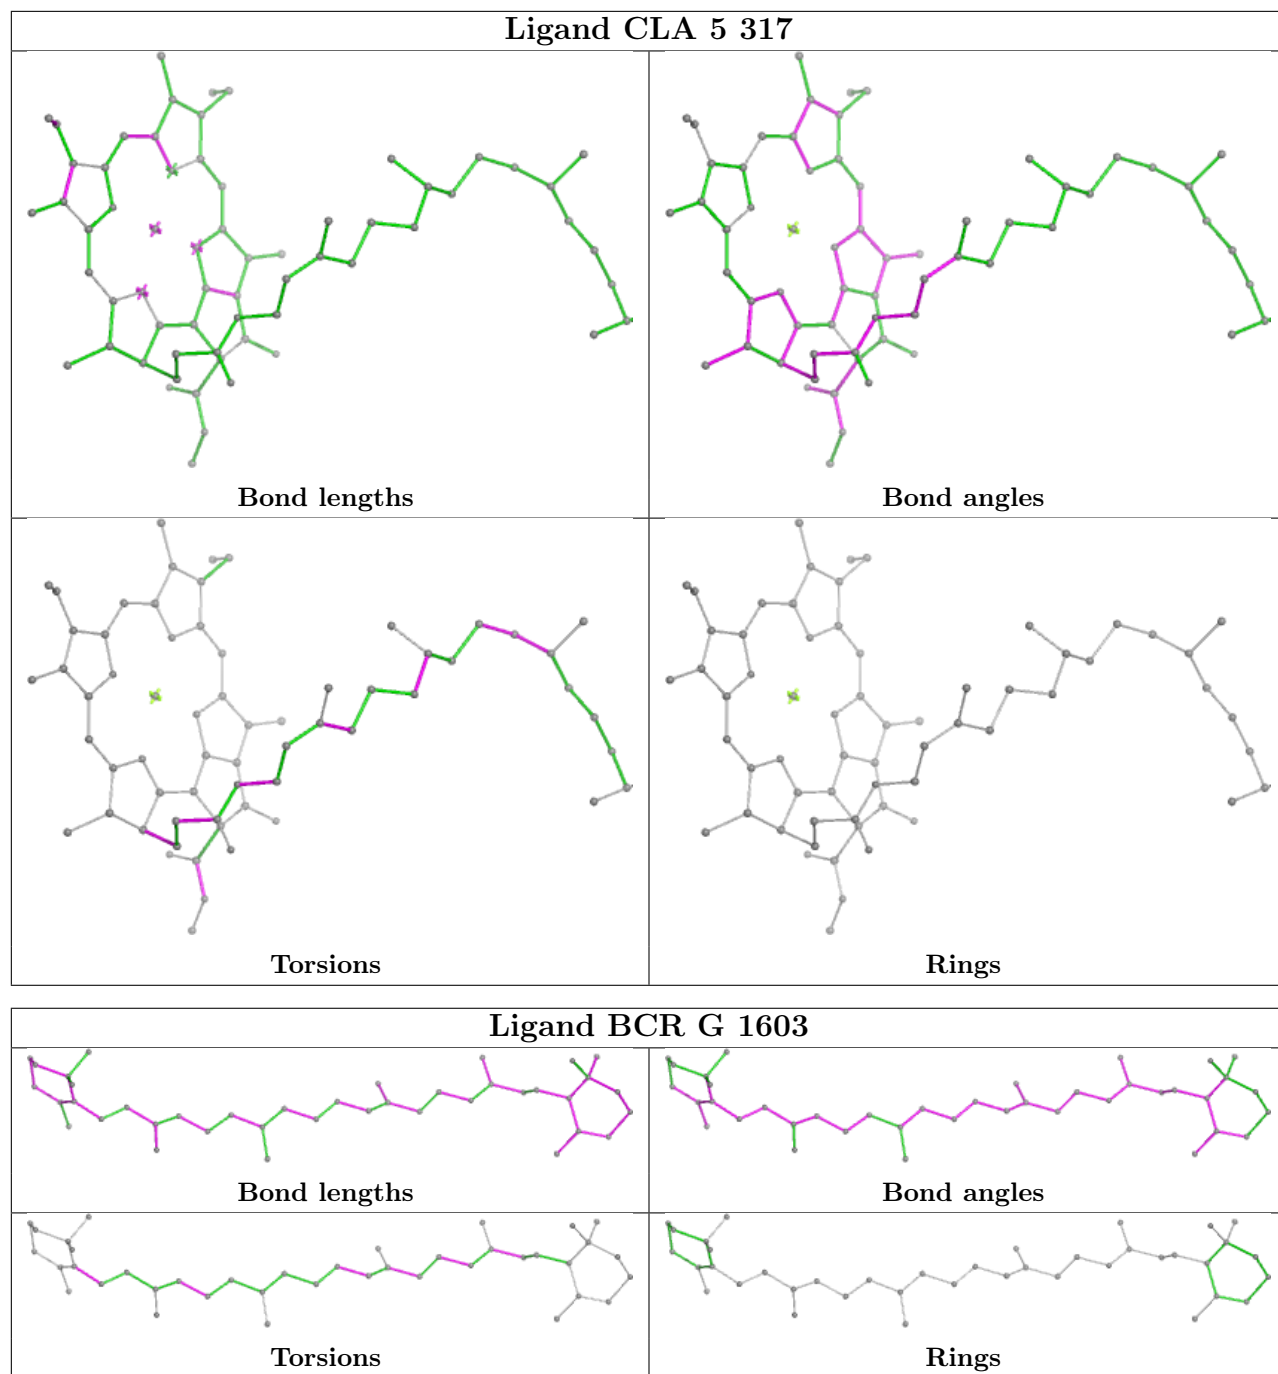 Ligand CLA 5 317
Bond lengths
Bond angles
Torsions
Rings
Ligand BCR G 1603
Bond lengths
Bond angles
Torsions
Rings